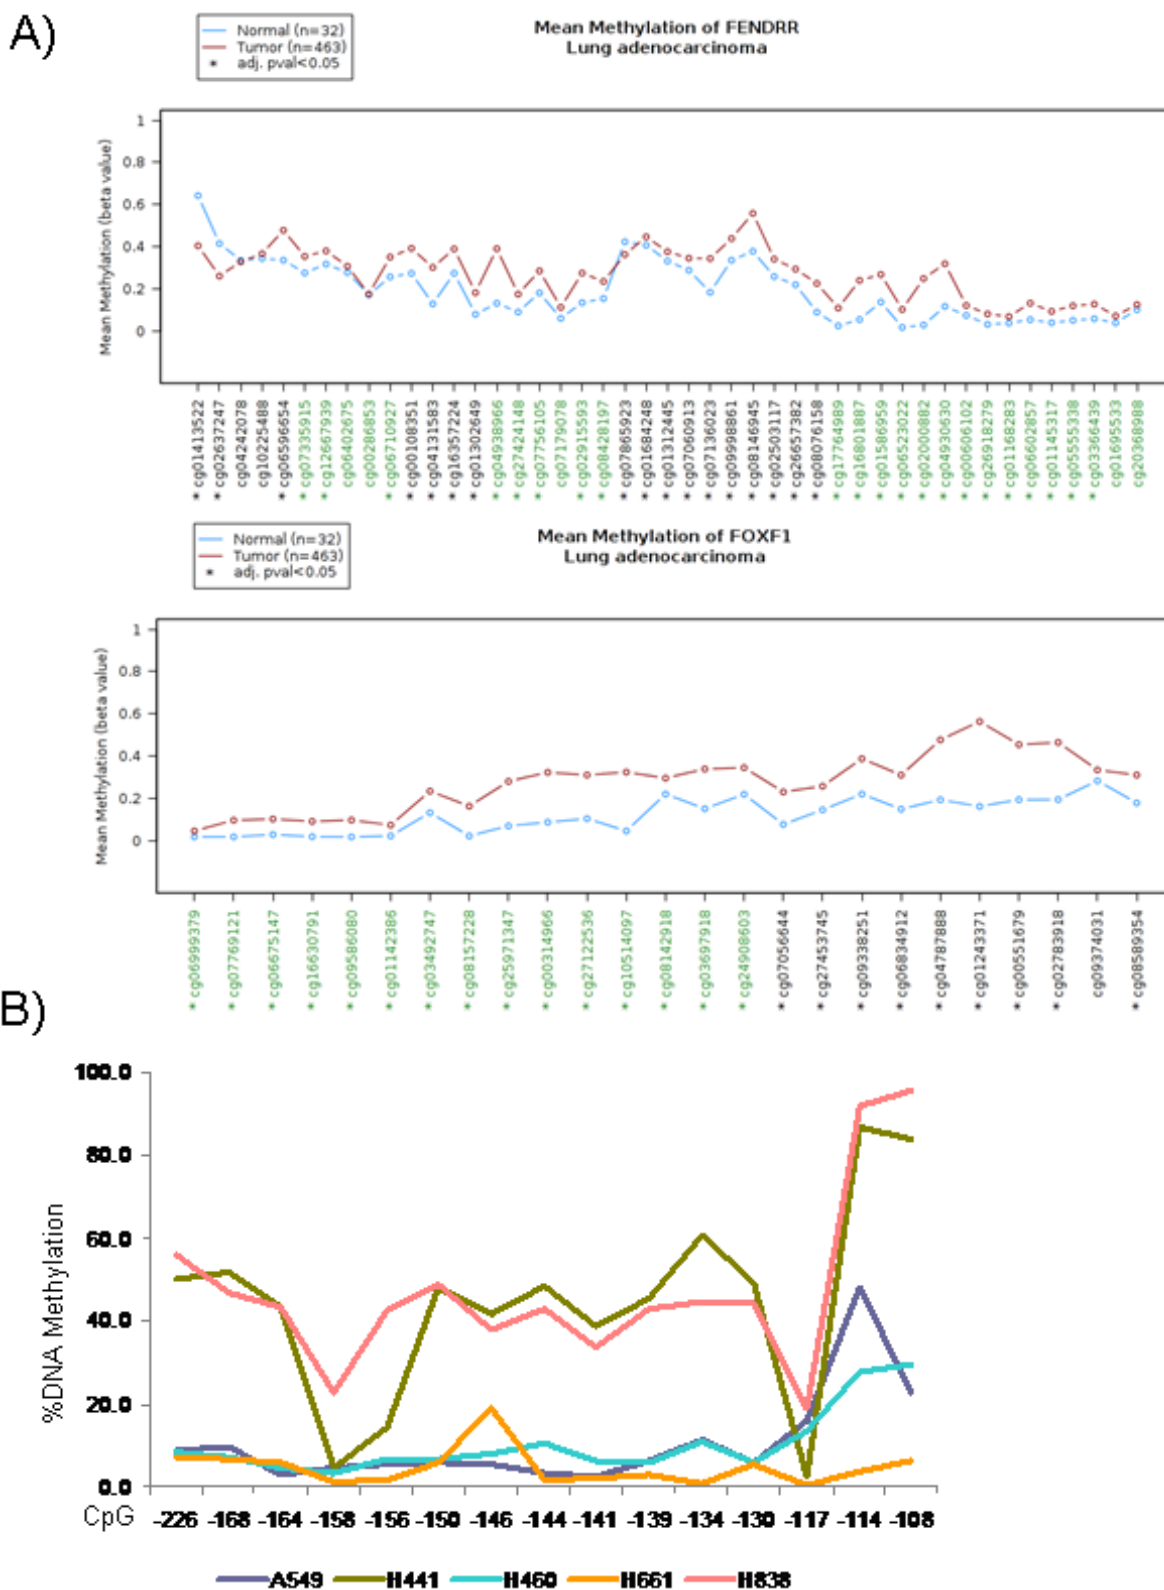 A)
Normal (n=32)
Tumor (n=463)
* adj. pval<0.05
Mean Methylation of FENDRR
Lung adenocarcinoma
Mean Methylation (beta value)
1
0.8
0.6
0.4
0.2
0
* cg01413522
* cg02637247
cg04242078
cg10225488
* cg06596654
* cg07335915
* cg12667939
cg06402675
cg00286853
* cg06710927
* cg00108351
* cg04131583
* cg16357224
* cg01302649
* cg04938966
* cg27424148
* cg07756105
cg07179078
* cg02915593
* cg08428197
* cg07865923
* cg01684248
* cg01312445
* cg07060913
* cg07136023
* cg09998861
* cg08146945
* cg02503117
* cg26657382
* cg08076158
* cg17764989
* cg16801887
* cg01586959
* cg06523022
* cg02000882
* cg04930630
* cg00606102
* cg26918279
* cg01168283
* cg06602857
* cg01145317
* cg05555338
* cg03366439
cg01695533
cg20368988
Normal (n=32)
Tumor (n=463)
* adj. pval<0.05
Mean Methylation of FOXF1
Lung adenocarcinoma
Mean Methylation (beta value)
1
0.8
0.6
0.4
0.2
0
* cg06999379
* cg07769121
* cg06675147
* cg16630791
* cg09586080
* cg01142386
* cg03492747
* cg08157228
* cg25971347
* cg00314966
* cg27122536
* cg10514097
* cg08142918
* cg03697918
* cg24908603
* cg07056644
* cg27453745
* cg09338251
* cg06834912
* cg04787888
* cg01243371
* cg00551679
* cg02783918
cg09374031
* cg08589354
B)
%DNA Methylation
100.0
80.0
60.0
40.0
20.0
0.0
CpG -226 -168 -164 -158 -156 -150 -146 -144 -141 -139 -134 -130 -117 -114 -108
A549 H441 H460 H661 H838